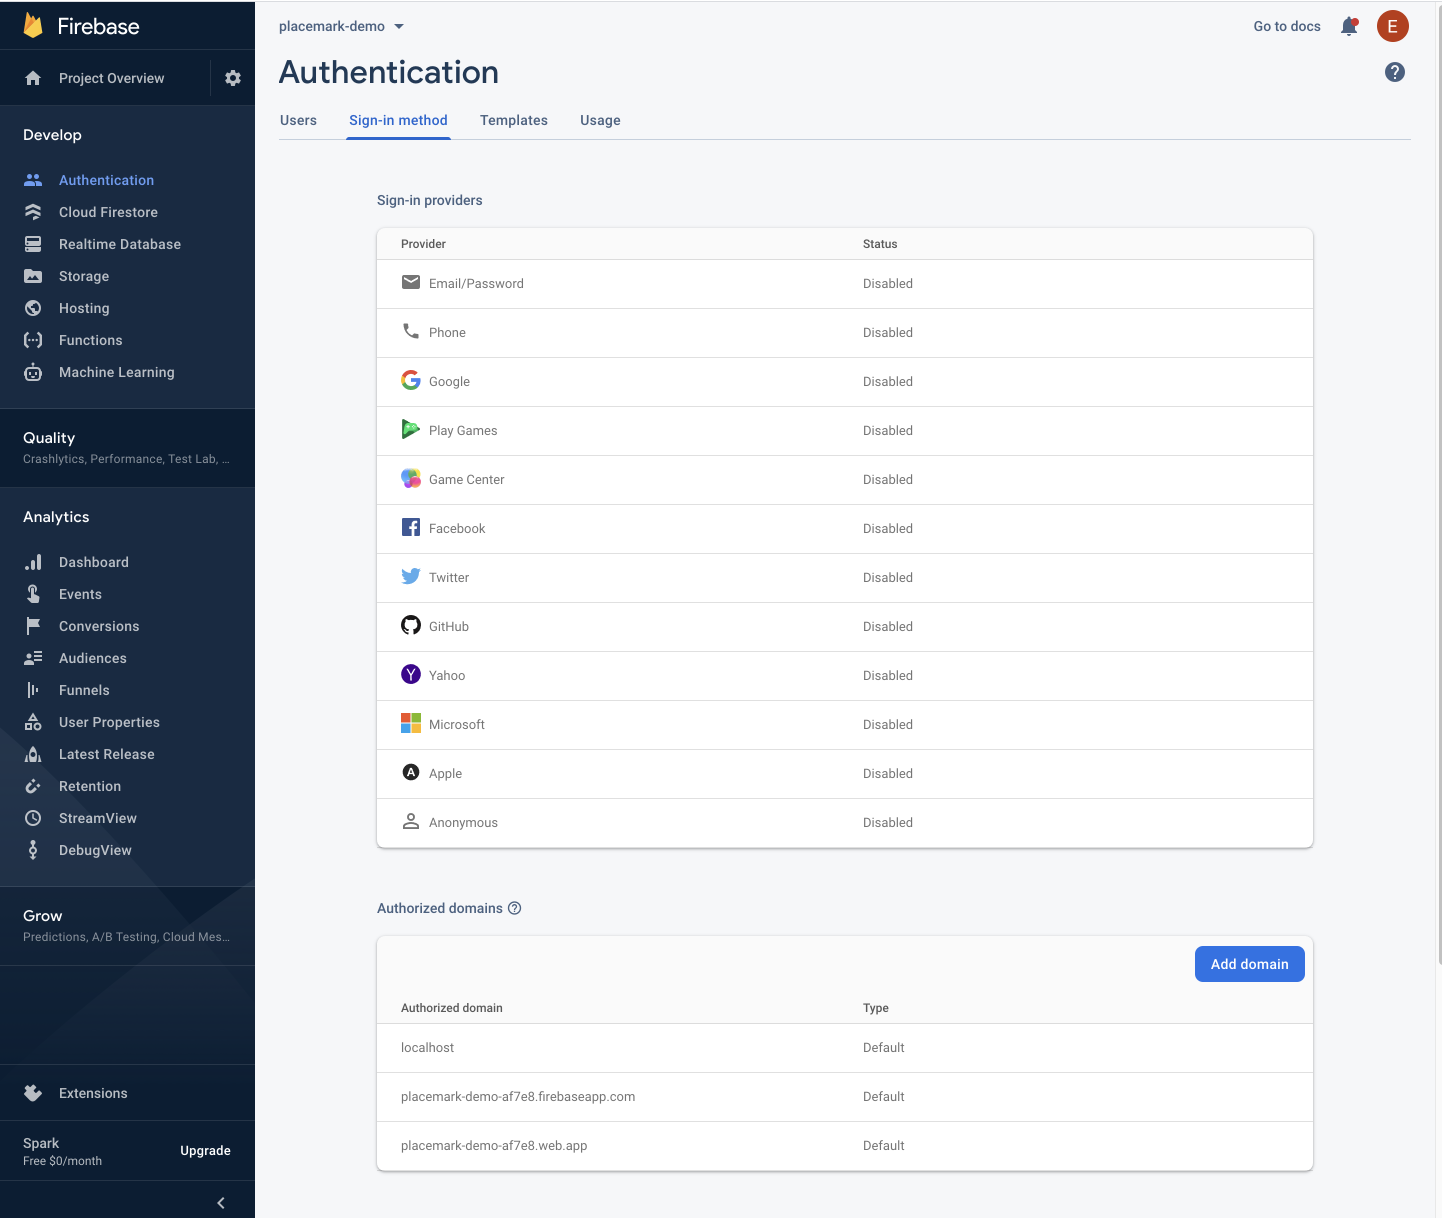 Firebase
Project Overview
Develop
Authentication
Cloud Firestore
Realtime Database
Storage
Hosting
Functions
Machine Learning
Quality
Crashlytics, Performance, Test Lab, ...
Analytics
Dashboard
Events
Conversions
Audiences
Funnels
User Properties
Latest Release
Retention
StreamView
DebugView
Grow
Predictions, A/B Testing, Cloud Mes...
Extensions
Spark
Free $0/month
Upgrade
placemark-demo
Go to docs
E
Authentication
Users Sign-in method Templates Usage
Sign-in providers
Provider Status
Email/Password Disabled
Phone Disabled
Google Disabled
Play Games Disabled
Game Center Disabled
Facebook Disabled
Twitter Disabled
GitHub Disabled
Yahoo Disabled
Microsoft Disabled
Apple Disabled
Anonymous Disabled
Authorized domains
Add domain
Authorized domain Type
localhost Default
placemark-demo-af7e8.firebaseapp.com Default
placemark-demo-af7e8.web.app Default